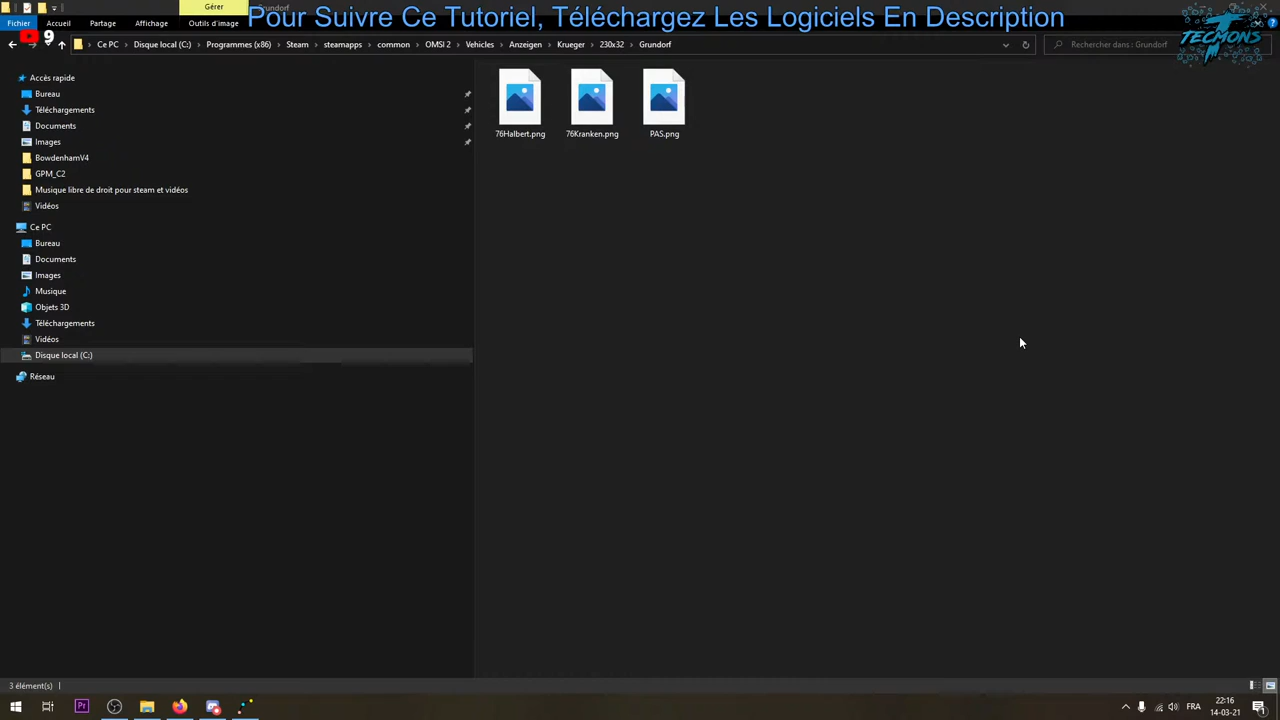 Gérer
Grundorf
Pour Suivre Ce Tutoriel, Téléchargez Les Logiciels En Description
Fichier
Accueil
Partage
Affichage
Outils d'image
9
Ce PC
Disque local (C:)
Programmes (x86)
Steam
steamapps
common
OMSI 2
Vehicles
Anzeigen
Krueger
230x32
Grundorf
Rechercher dans : Grundorf
TECMONS
Accès rapide
Bureau
Téléchargements
Documents
Images
BowdenhamV4
GPM_C2
Musique libre de droit pour steam et vidéos
Vidéos
Ce PC
Bureau
Documents
Images
Musique
Objets 3D
Téléchargements
Vidéos
Disque local (C:)
Réseau
76Halbert.png
76Kranken.png
PAS.png
3 élément(s)
Pr
FRA
22:16
14-03-21
1